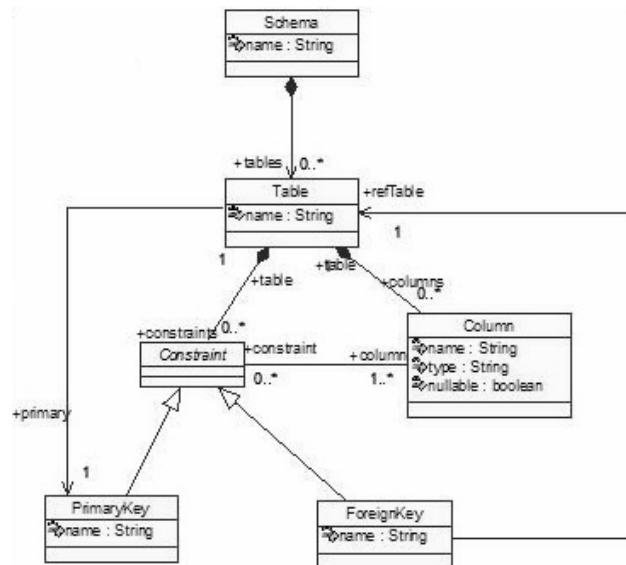 Schema
name : String
+tables 0..*
Table
name : String
+refTable
1
1
+table
1
+table
+columns
0..*
+constraints
0..*
Constraint
+constraint
0..*
+column
1..*
Column
name : String
type : String
nullable : boolean
+primary
1
PrimaryKey
name : String
ForeignKey
name : String